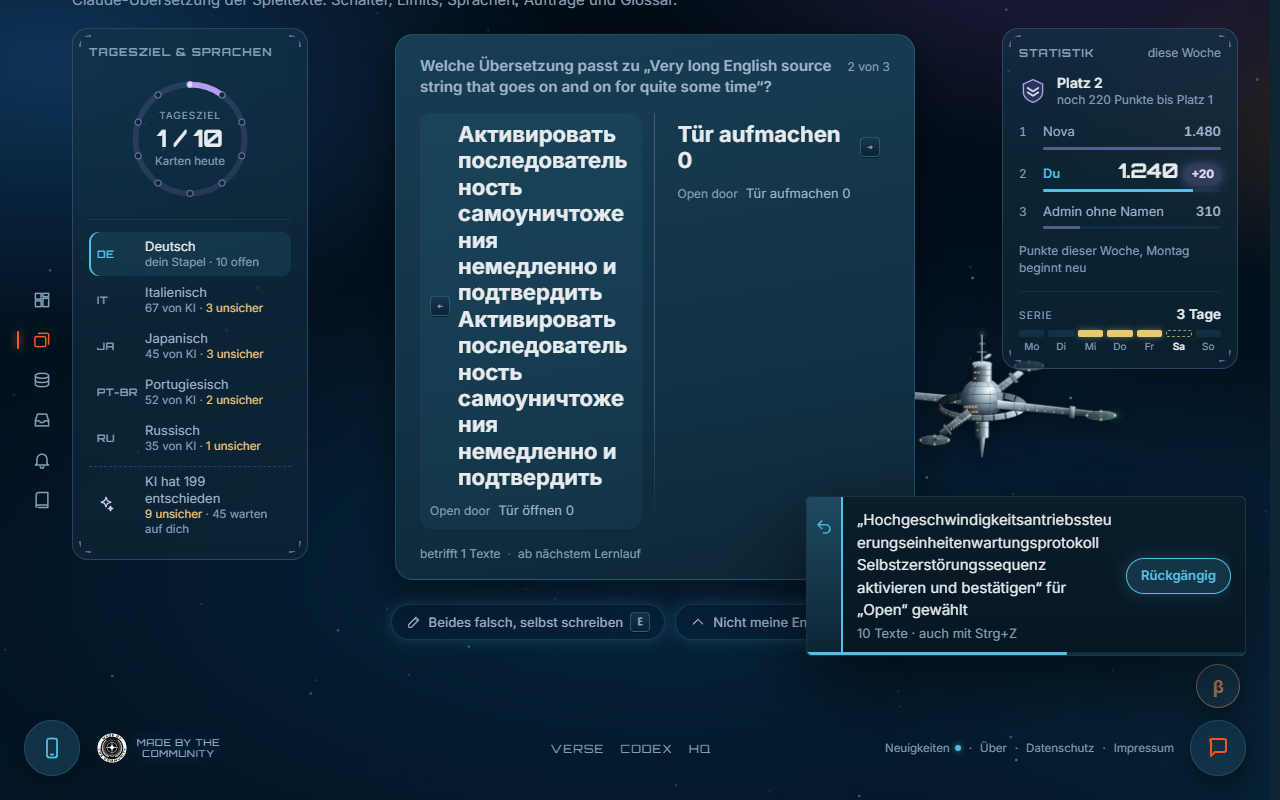 Claude-Übersetzung der Spieltexte. Schalter, Limits, Sprachen, Aufträge und Glossar.
TAGESZIEL & SPRACHEN
TAGESZIEL
1 / 10
Karten heute
DE
Deutsch
dein Stapel · 10 offen
IT
Italienisch
67 von KI · 3 unsicher
JA
Japanisch
45 von KI · 3 unsicher
PT-BR
Portugiesisch
52 von KI · 2 unsicher
RU
Russisch
35 von KI · 1 unsicher
KI hat 199
entschieden
9 unsicher · 45 warten
auf dich
Welche Übersetzung passt zu „Very long English source
string that goes on and on for quite some time“?
2 von 3
Активировать
последователь
ность
самоуничтоже
ния
немедленно и
подтвердить
Активировать
последователь
ность
самоуничтоже
ния
немедленно и
подтвердить
Open door Tür öffnen 0
Tür aufmachen
0
Open door Tür aufmachen 0
betrifft 1 Texte · ab nächstem Lernlauf
Beides falsch, selbst schreiben E
Nicht meine En
STATISTIK
diese Woche
Platz 2
noch 220 Punkte bis Platz 1
1 Nova 1.480
2 Du 1.240 +20
3 Admin ohne Namen 310
Punkte dieser Woche, Montag
beginnt neu
SERIE 3 Tage
Mo Di Mi Do Fr Sa So
„Hochgeschwindigkeitsantriebssteu
erungseinheitenwartungsprotokoll
Selbstzerstörungssequenz
aktivieren und bestätigen“ für
„Open“ gewählt
10 Texte · auch mit Strg+Z
Rückgängig
β
MADE BY THE
COMMUNITY
VERSE CODEX HQ
Neuigkeiten · Über · Datenschutz · Impressum